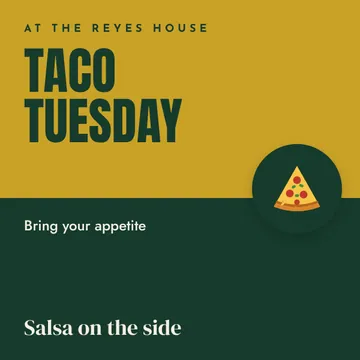 AT THE REYES HOUSE
TACO
TUESDAY
Bring your appetite
Salsa on the side